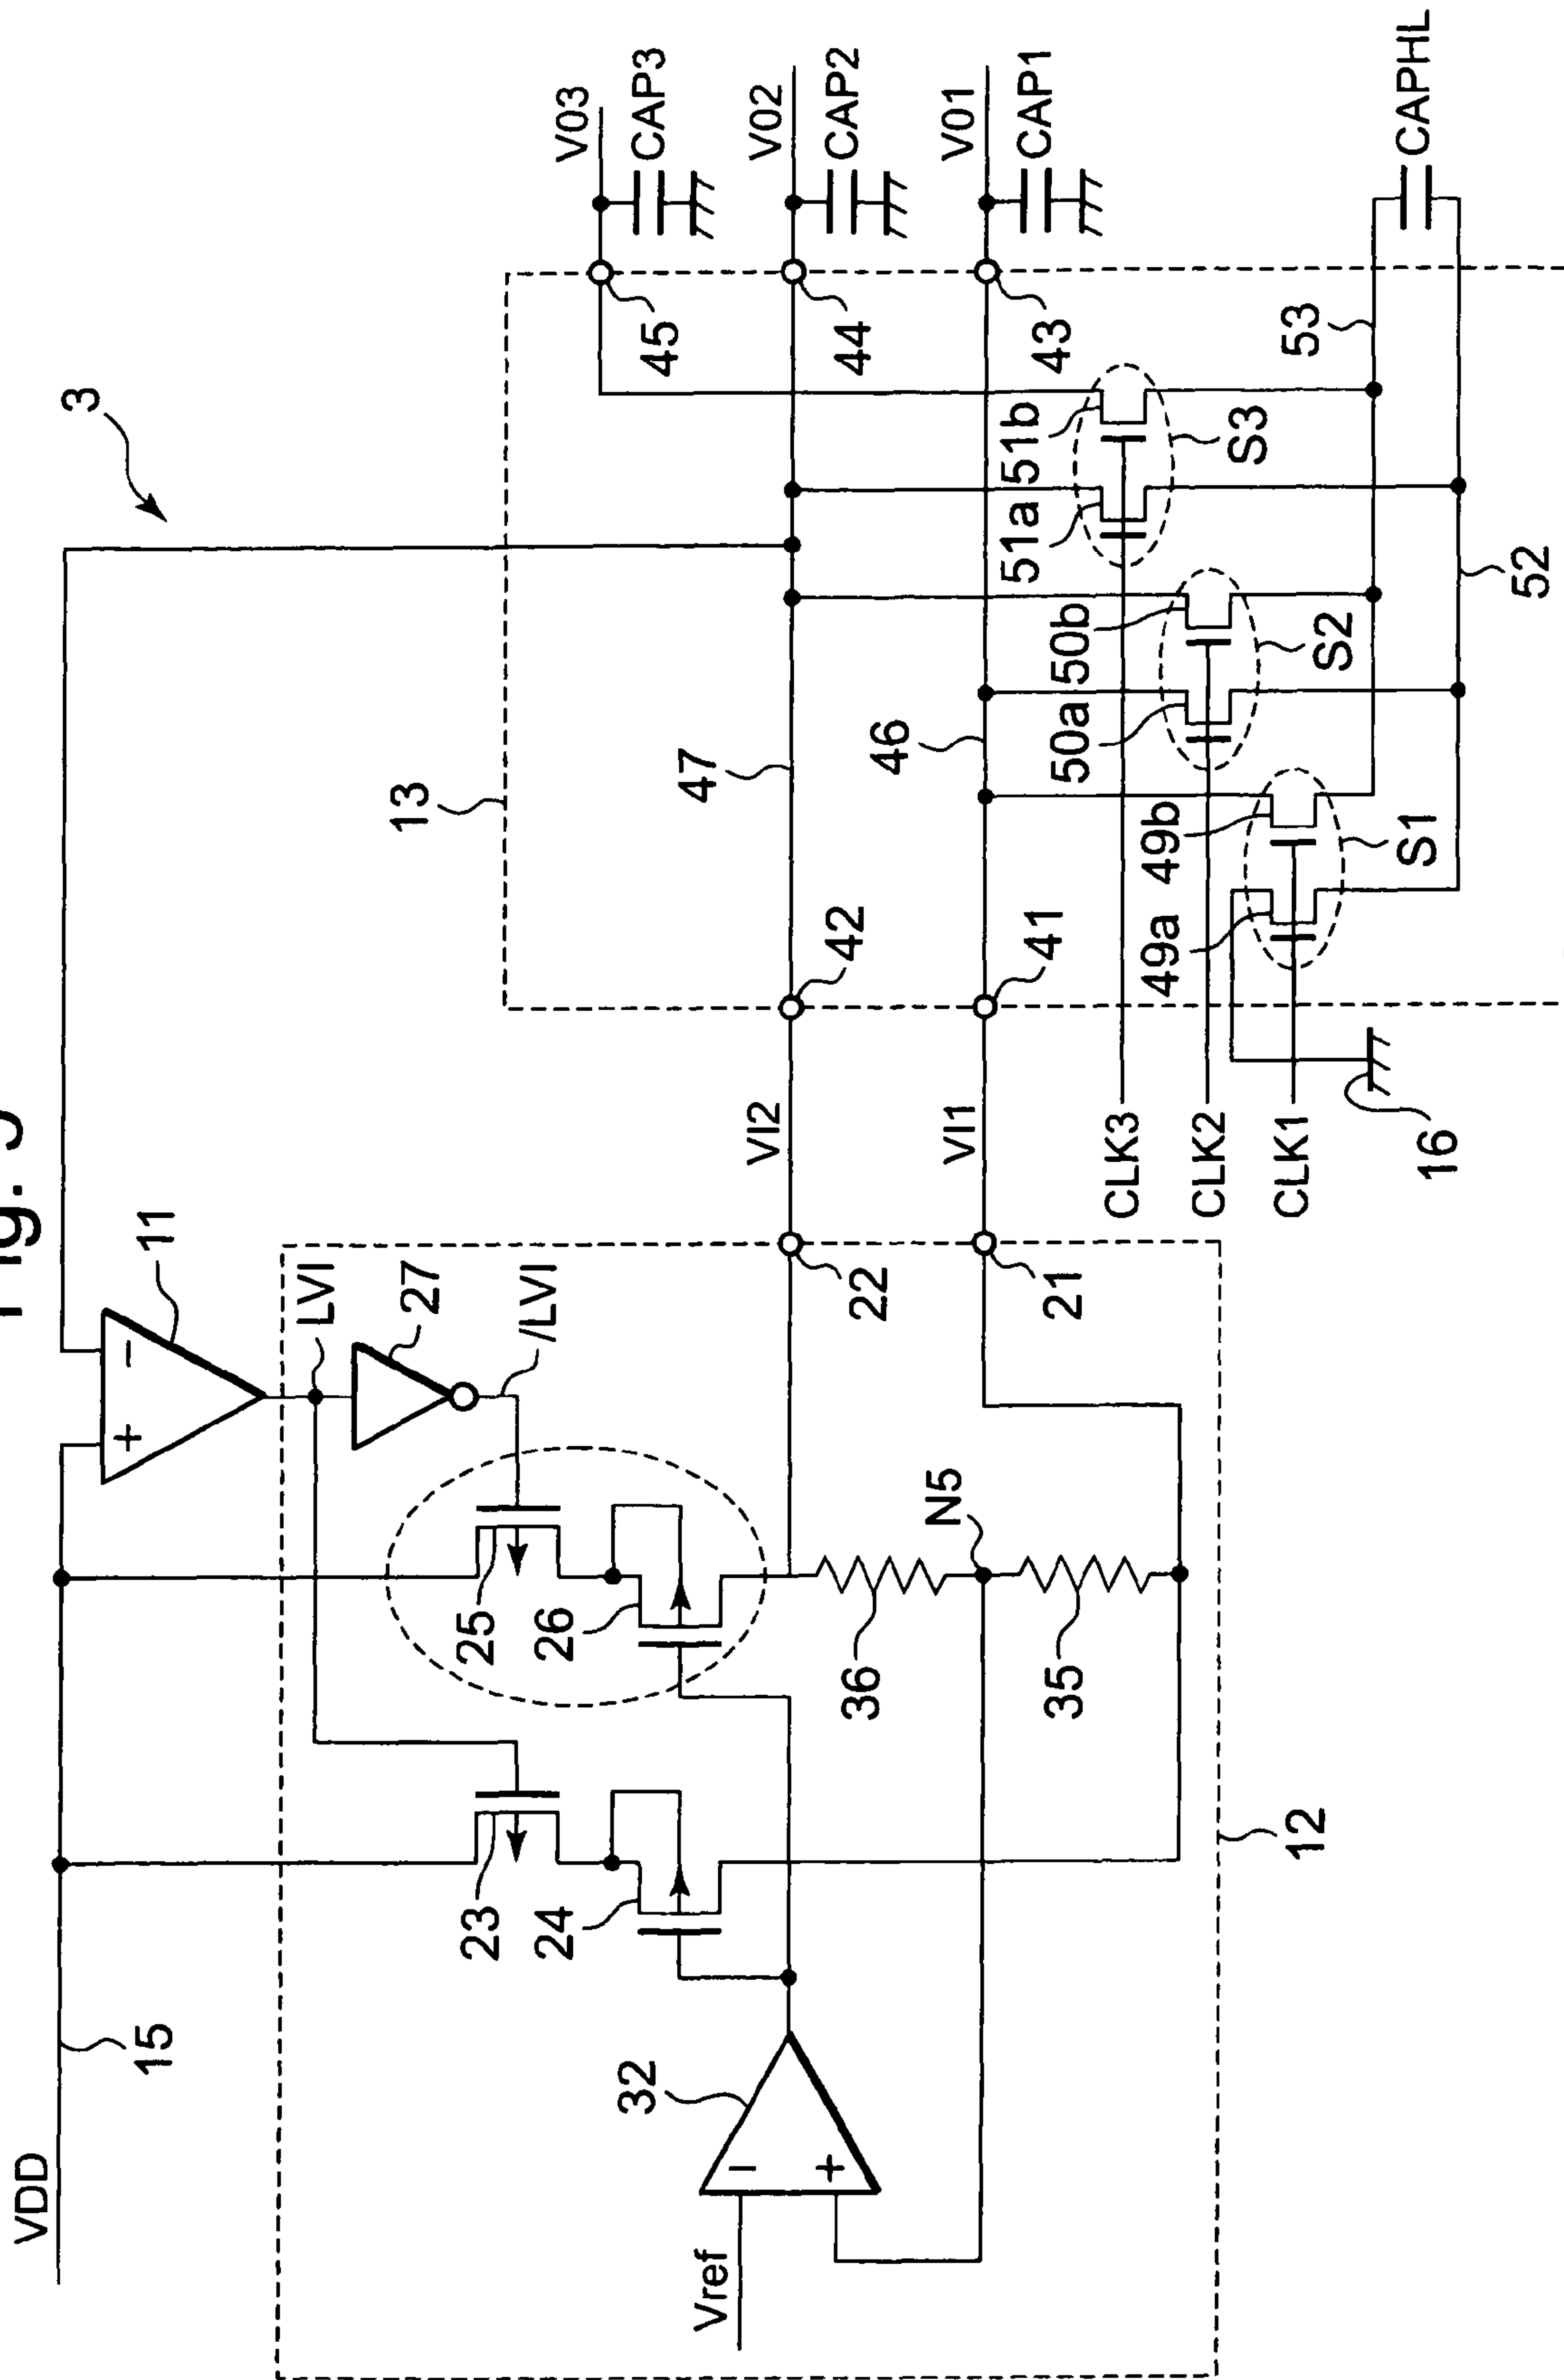 Fig. 5
3
VDD
15
11
+
−
LVI
27
/LVI
25
26
23
24
32
−
+
Vref
36
N5
35
12
22
21
VI2
VI1
13
42
41
47
46
45
44
43
V03
CAP3
V02
CAP2
V01
CAP1
CAPHL
53
52
51a
51b
S3
50a
50b
S2
49a
49b
S1
CLK3
CLK2
CLK1
16